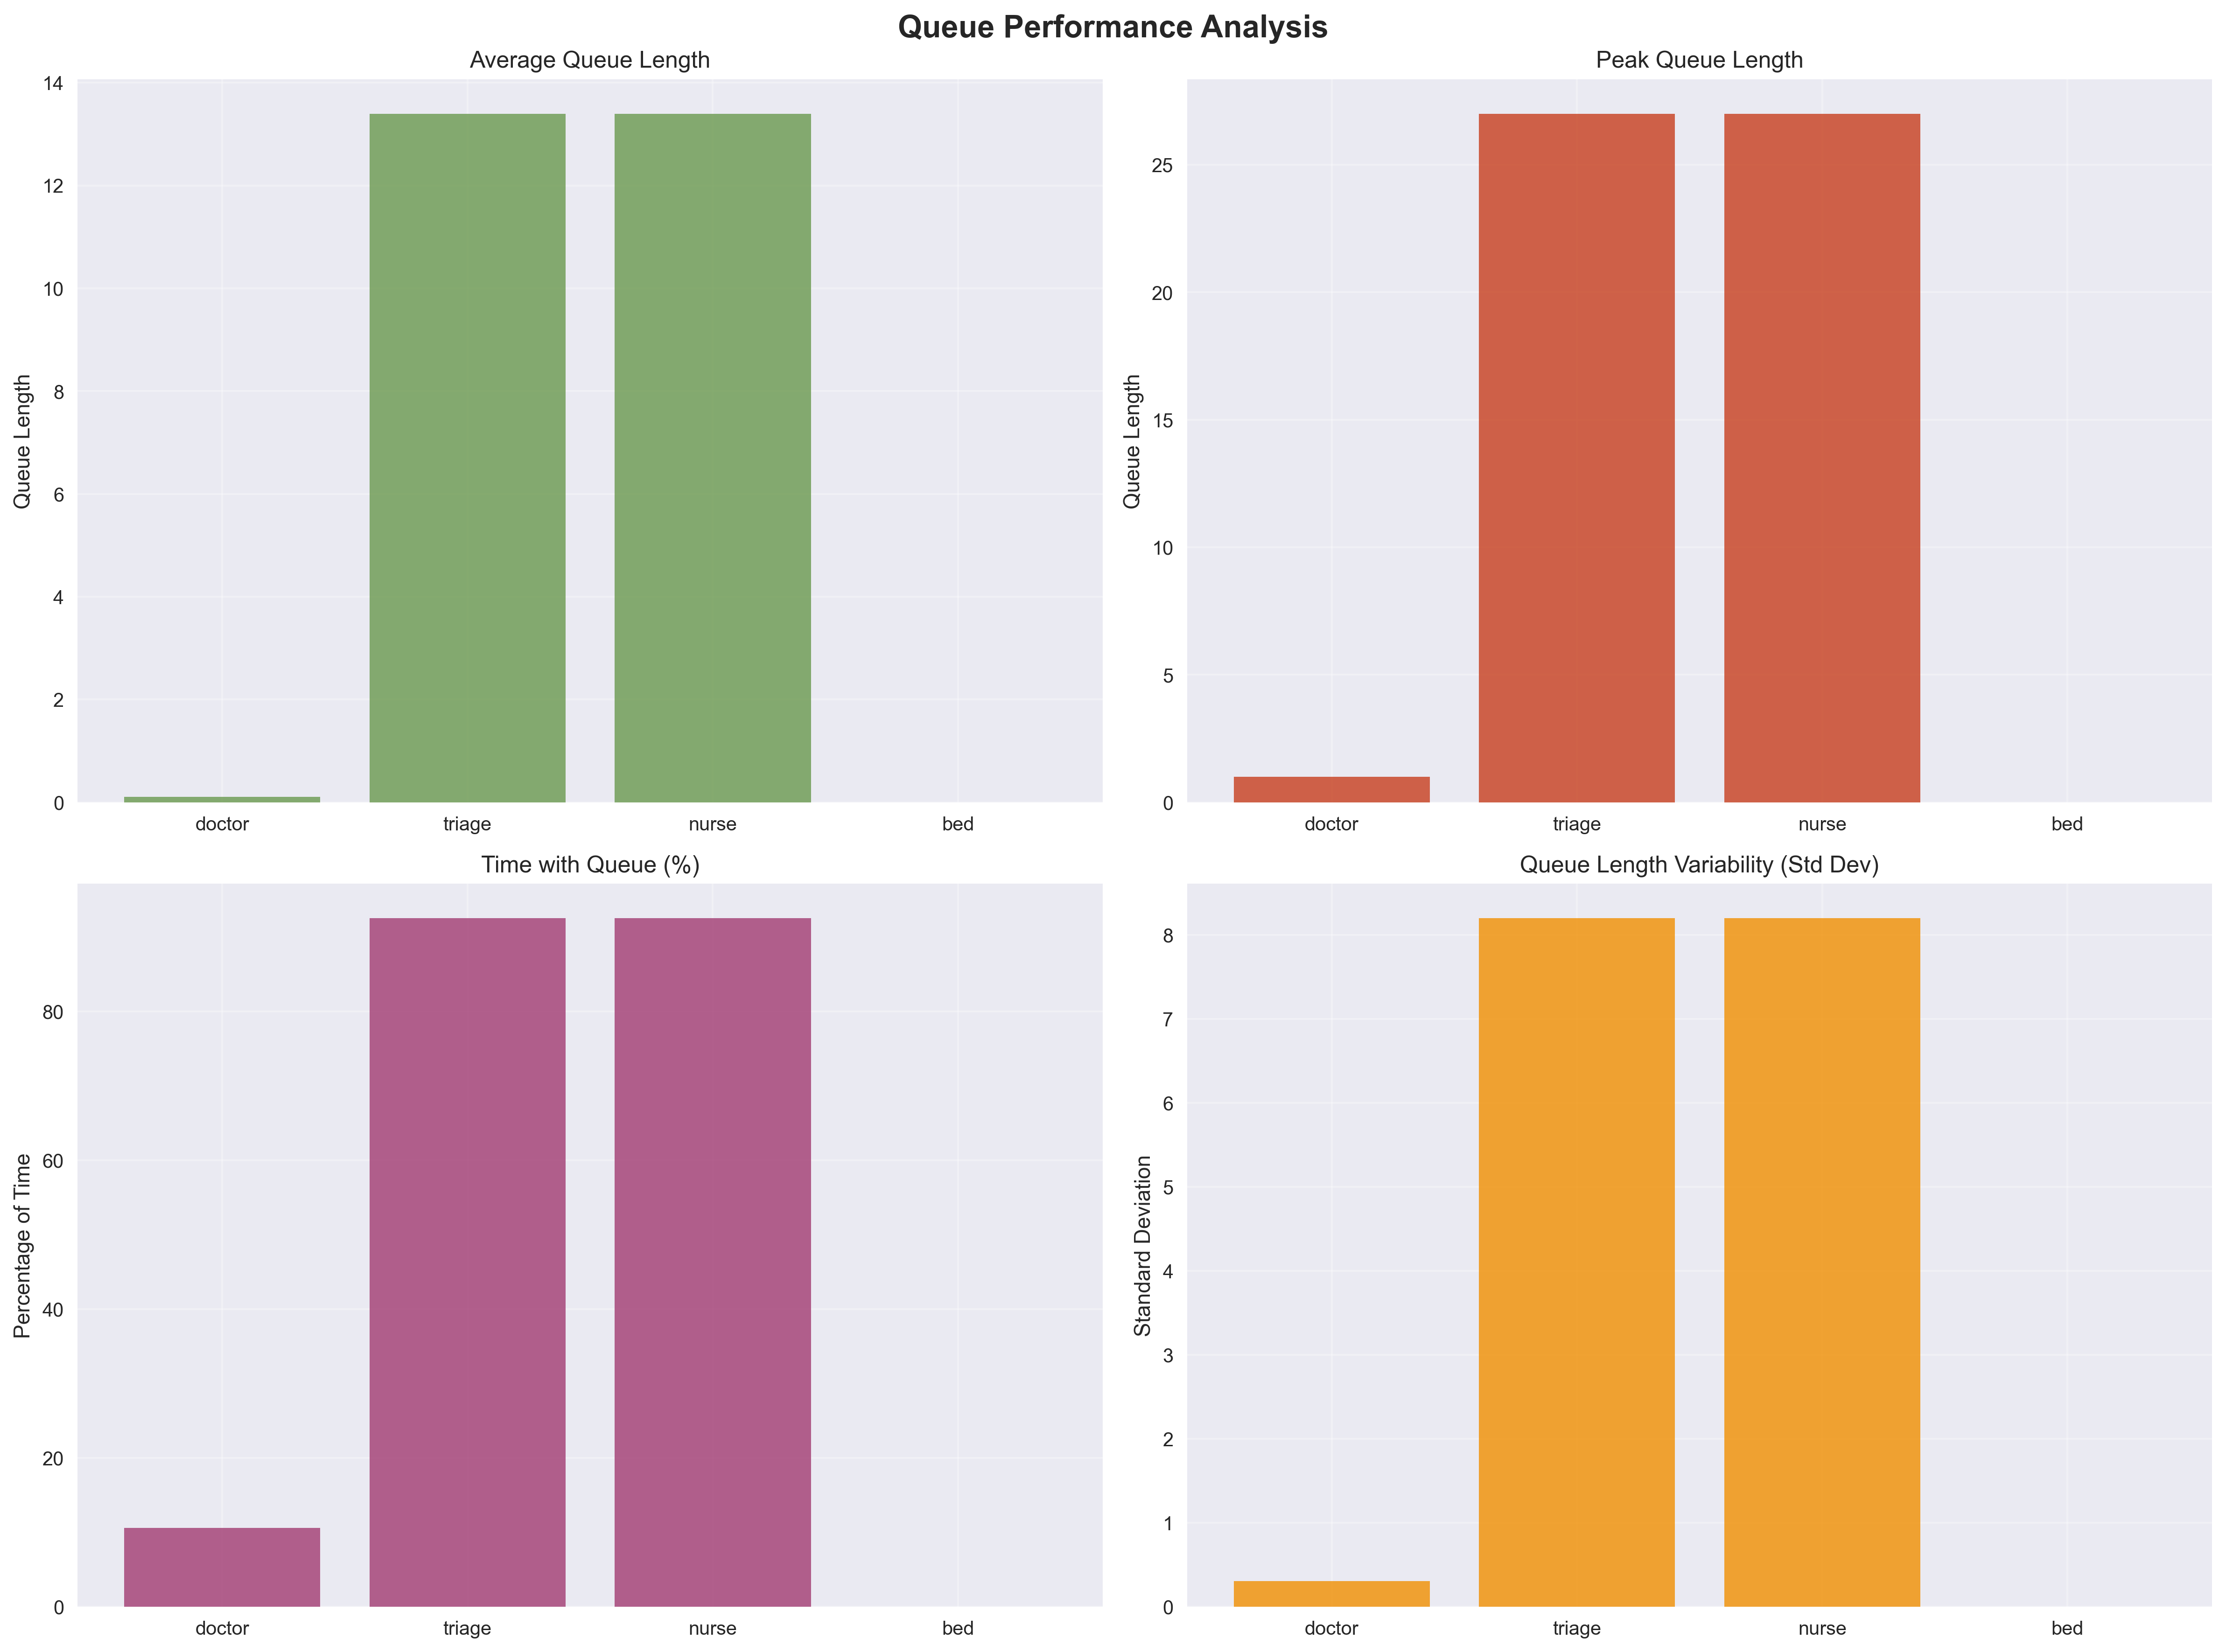 Queue Performance Analysis
Average Queue Length
14
12
10
8
6
4
2
0
Queue Length
doctor triage nurse bed
Peak Queue Length
25
20
15
10
5
0
Queue Length
doctor triage nurse bed
Time with Queue (%)
80
60
40
20
0
Percentage of Time
doctor triage nurse bed
Queue Length Variability (Std Dev)
8
7
6
5
4
3
2
1
0
Standard Deviation
doctor triage nurse bed